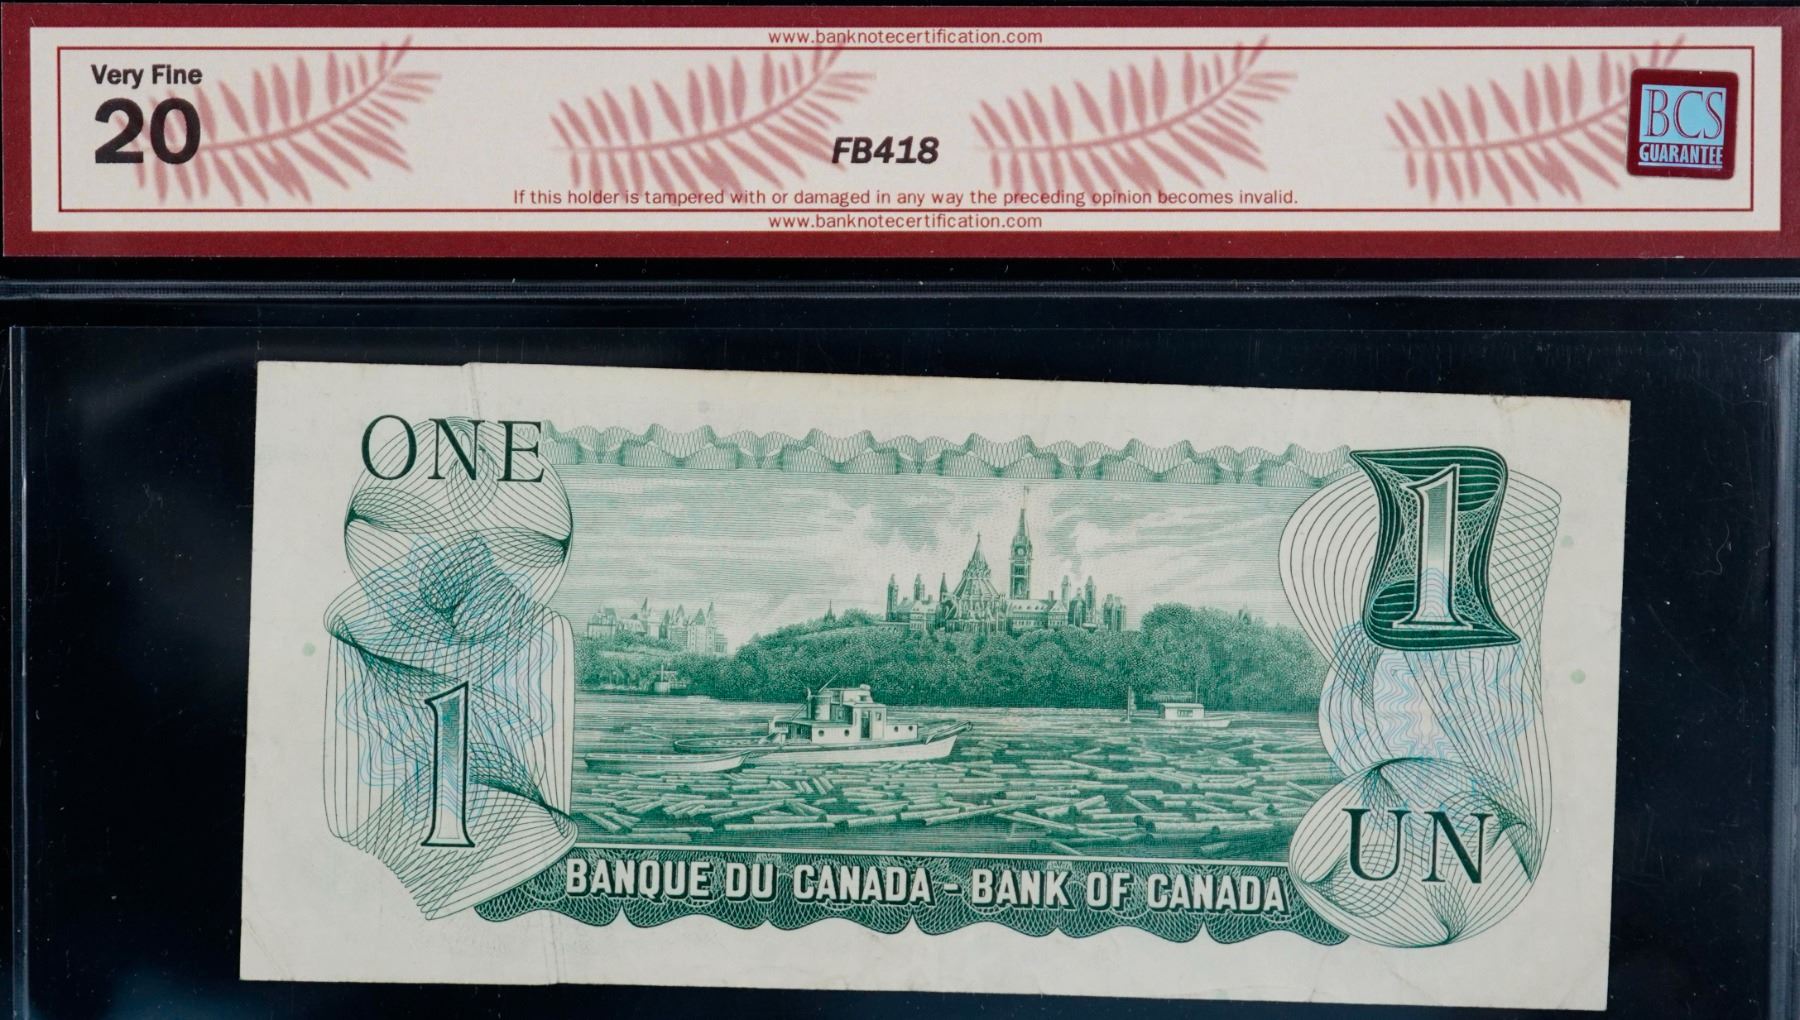 www.banknotecertification.com
Very Fine
20
FB418
BCS
GUARANTEE
If this holder is tampered with or damaged in any way the preceding opinion becomes invalid.
www.banknotecertification.com
ONE
1
1
UN
BANQUE DU CANADA - BANK OF CANADA